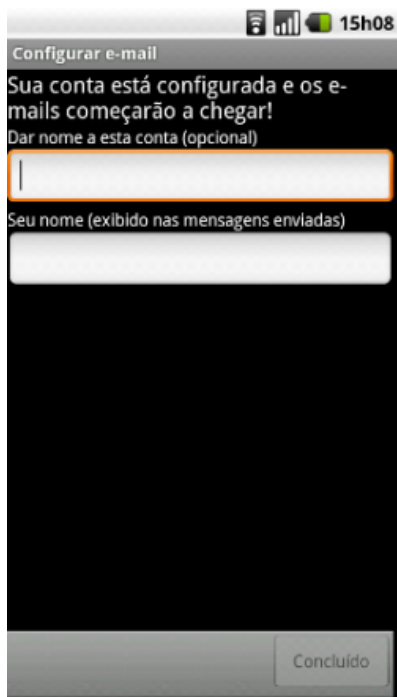 15h08
Configurar e-mail
Sua conta está configurada e os e-
mails começarão a chegar!
Dar nome a esta conta (opcional)
Seu nome (exibido nas mensagens enviadas)
Concluído